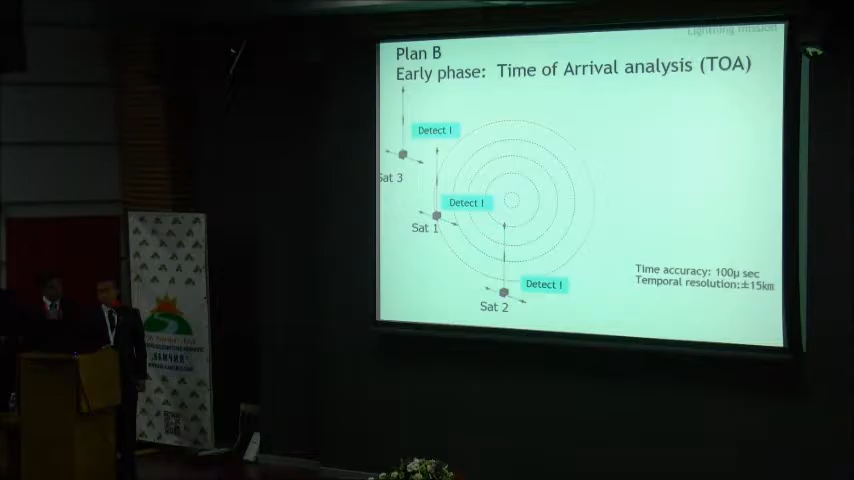 Lightning mission
Plan B
Early phase: Time of Arrival analysis (TOA)
Detect !
Sat 3
Detect !
Sat 1
Detect !
Sat 2
Time accuracy: 100μ sec
Temporal resolution:±15km